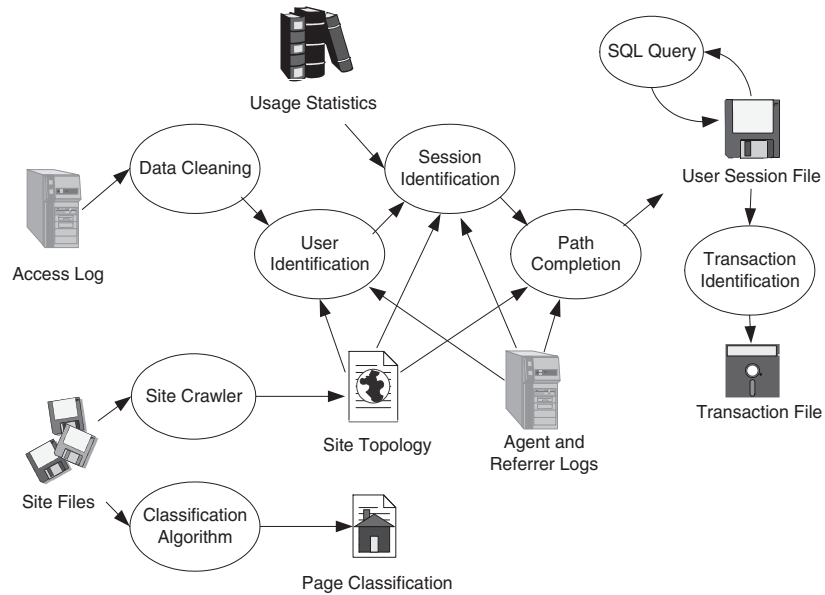 SQL Query
Usage Statistics
Data Cleaning
Session
Identification
User Session File
Access Log
User
Identification
Path
Completion
Transaction
Identification
Site Crawler
Site Topology
Agent and
Referrer Logs
Transaction File
Site Files
Classification
Algorithm
Page Classification